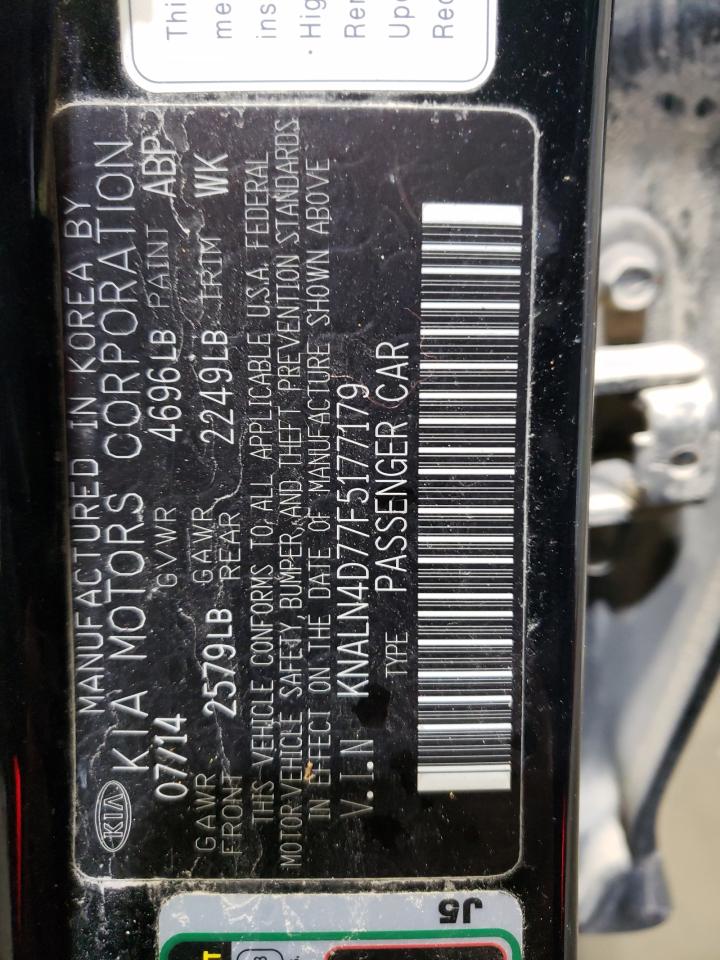 MANUFACTURED IN KOREA BY
KIA KIA MOTORS CORPORATION
07/14 GVWR 4696LB PAINT ABP
GAWR FRONT 2579LB GAWR REAR 2249LB TRIM WK
THIS VEHICLE CONFORMS TO ALL APPLICABLE U.S.A. FEDERAL
MOTOR VEHICLE SAFETY, BUMPER, AND THEFT PREVENTION STANDARDS
IN EFFECT ON THE DATE OF MANUFACTURE SHOWN ABOVE
V.I.N KNALN4D77F5177179
TYPE PASSENGER CAR
J5